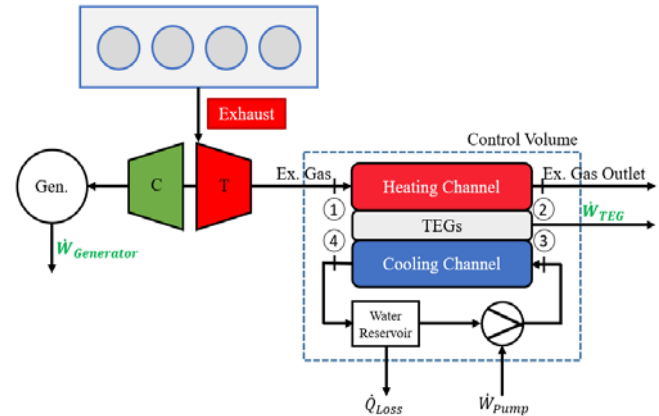 Exhaust
Control Volume
Gen.
C
T
Ex. Gas
Heating Channel
Ex. Gas Outlet
1
2
Ẇ_TEG
TEGs
4
3
Cooling Channel
Ẇ_Generator
Water
Reservoir
Q̇_Loss
Ẇ_Pump